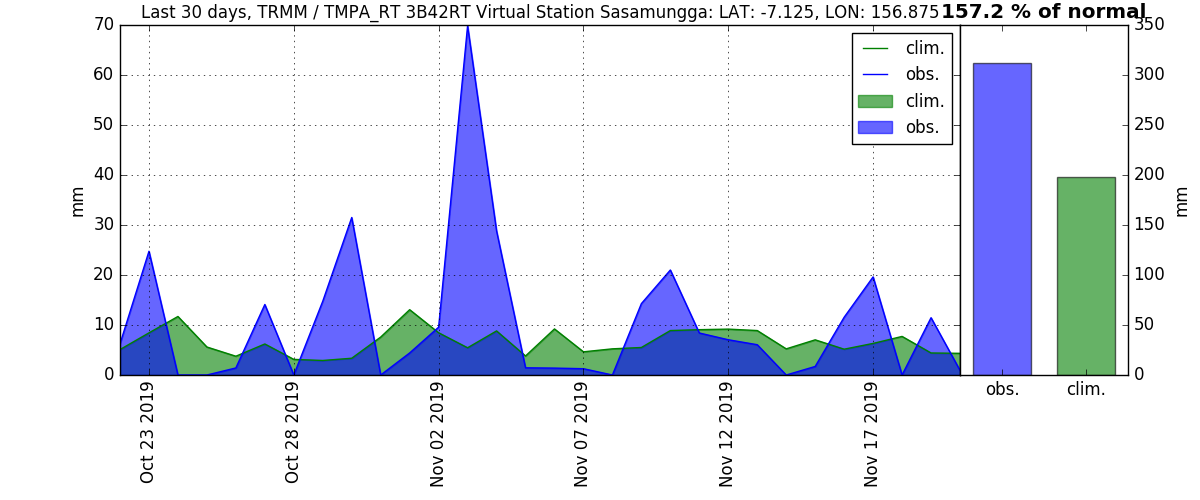 Last 30 days, TRMM / TMPA_RT 3B42RT Virtual Station Sasamungga: LAT: -7.125, LON: 156.875
157.2 % of normal
70
60
50
40
30
20
10
0
mm
clim.
obs.
clim.
obs.
Oct 23 2019
Oct 28 2019
Nov 02 2019
Nov 07 2019
Nov 12 2019
Nov 17 2019
350
300
250
200
150
100
50
0
mm
obs.
clim.